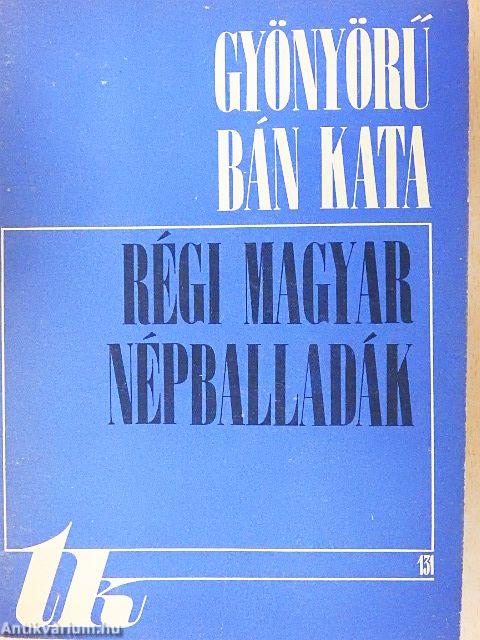 GYÖNYÖRŰ
BÁN KATA
RÉGI MAGYAR
NÉPBALLADÁK
131
tk
Antikvarium.hu